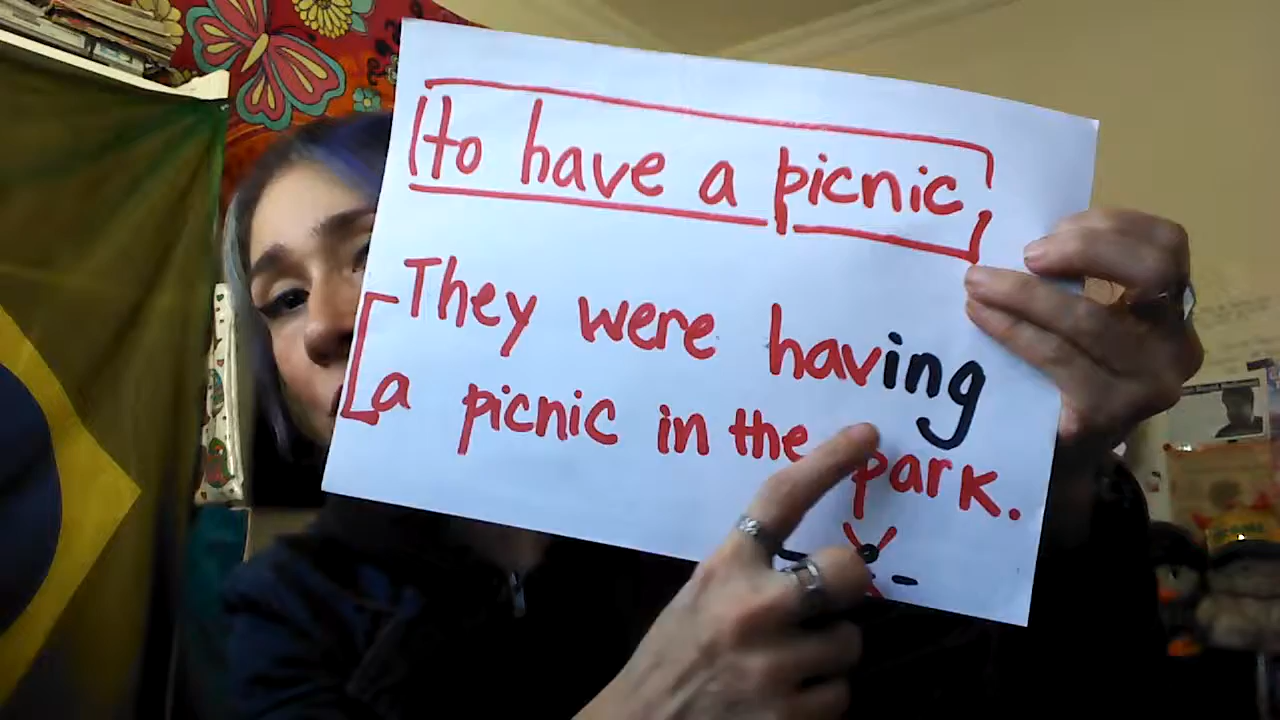 to have a picnic
They were having
a picnic in the park.